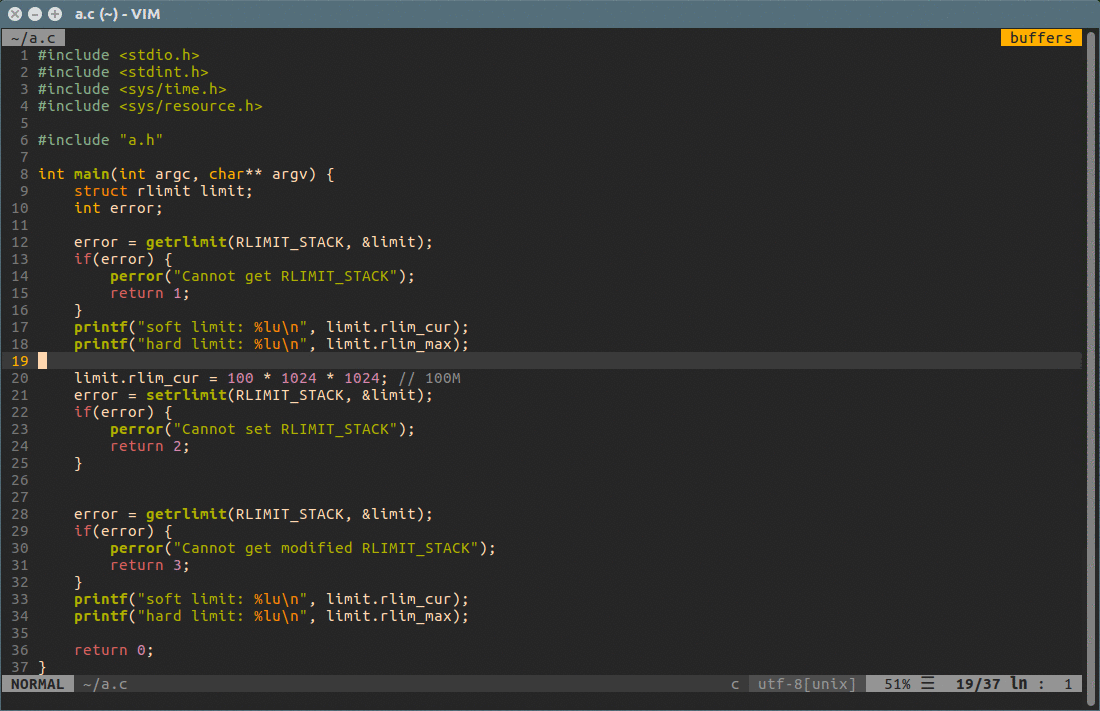 a.c (~) - VIM
~/a.c buffers
1 #include <stdio.h>
2 #include <stdint.h>
3 #include <sys/time.h>
4 #include <sys/resource.h>
5
6 #include "a.h"
7
8 int main(int argc, char** argv) {
9     struct rlimit limit;
10     int error;
11
12     error = getrlimit(RLIMIT_STACK, &limit);
13     if(error) {
14         perror("Cannot get RLIMIT_STACK");
15         return 1;
16     }
17     printf("soft limit: %lu\n", limit.rlim_cur);
18     printf("hard limit: %lu\n", limit.rlim_max);
19
20     limit.rlim_cur = 100 * 1024 * 1024; // 100M
21     error = setrlimit(RLIMIT_STACK, &limit);
22     if(error) {
23         perror("Cannot set RLIMIT_STACK");
24         return 2;
25     }
26
27
28     error = getrlimit(RLIMIT_STACK, &limit);
29     if(error) {
30         perror("Cannot get modified RLIMIT_STACK");
31         return 3;
32     }
33     printf("soft limit: %lu\n", limit.rlim_cur);
34     printf("hard limit: %lu\n", limit.rlim_max);
35
36     return 0;
37 }
NORMAL ~/a.c c utf-8[unix] 51% ☰ 19/37 ln : 1